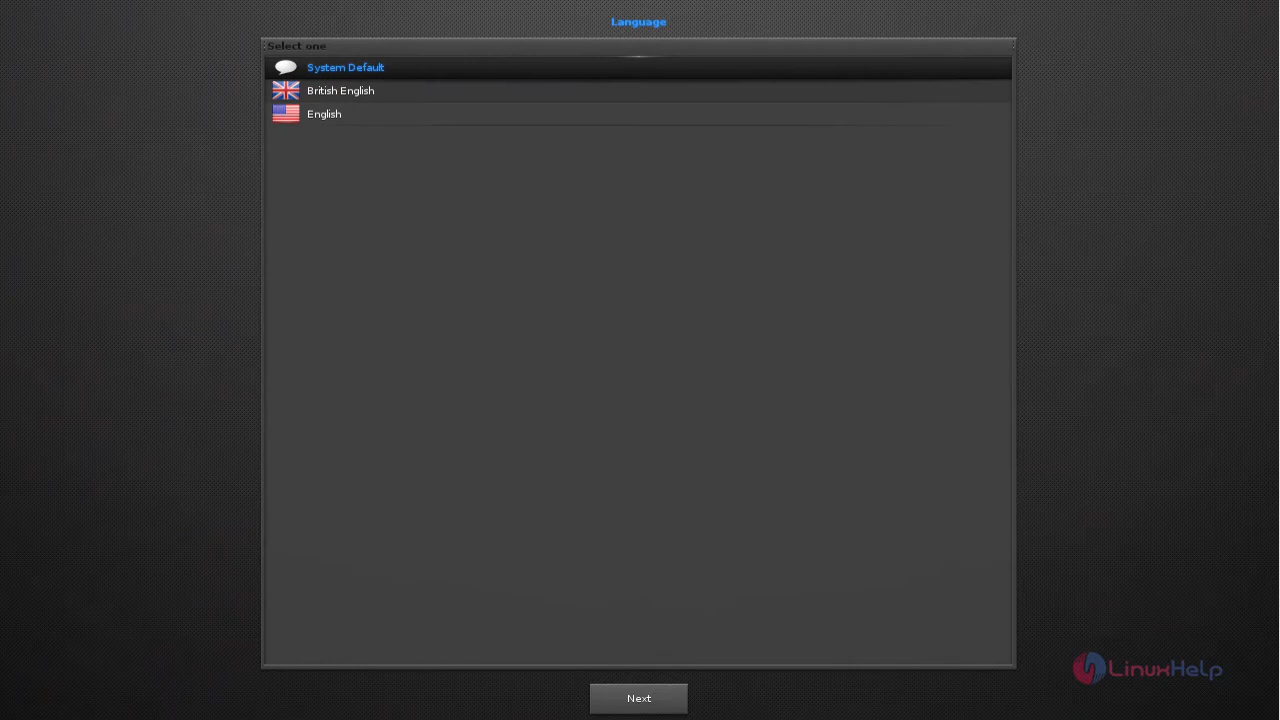 Language
Select one
System Default
British English
English
LinuxHelp
Next